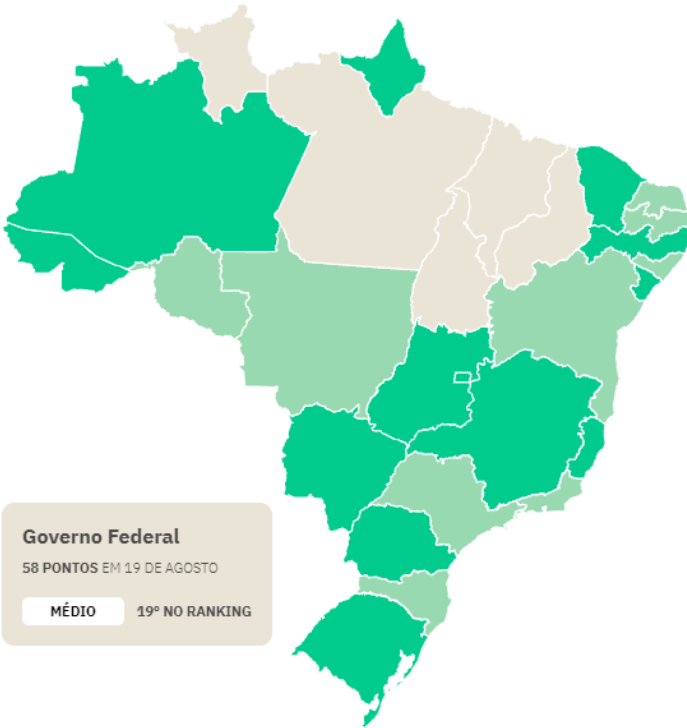 Governo Federal
58 PONTOS EM 19 DE AGOSTO
MÉDIO 19º NO RANKING